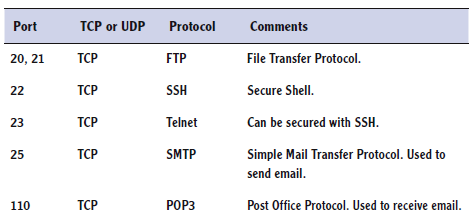 Port TCP or UDP Protocol Comments
20, 21 TCP FTP File Transfer Protocol.
22 TCP SSH Secure Shell.
23 TCP Telnet Can be secured with SSH.
25 TCP SMTP Simple Mail Transfer Protocol. Used to
send email.
110 TCP POP3 Post Office Protocol. Used to receive email.